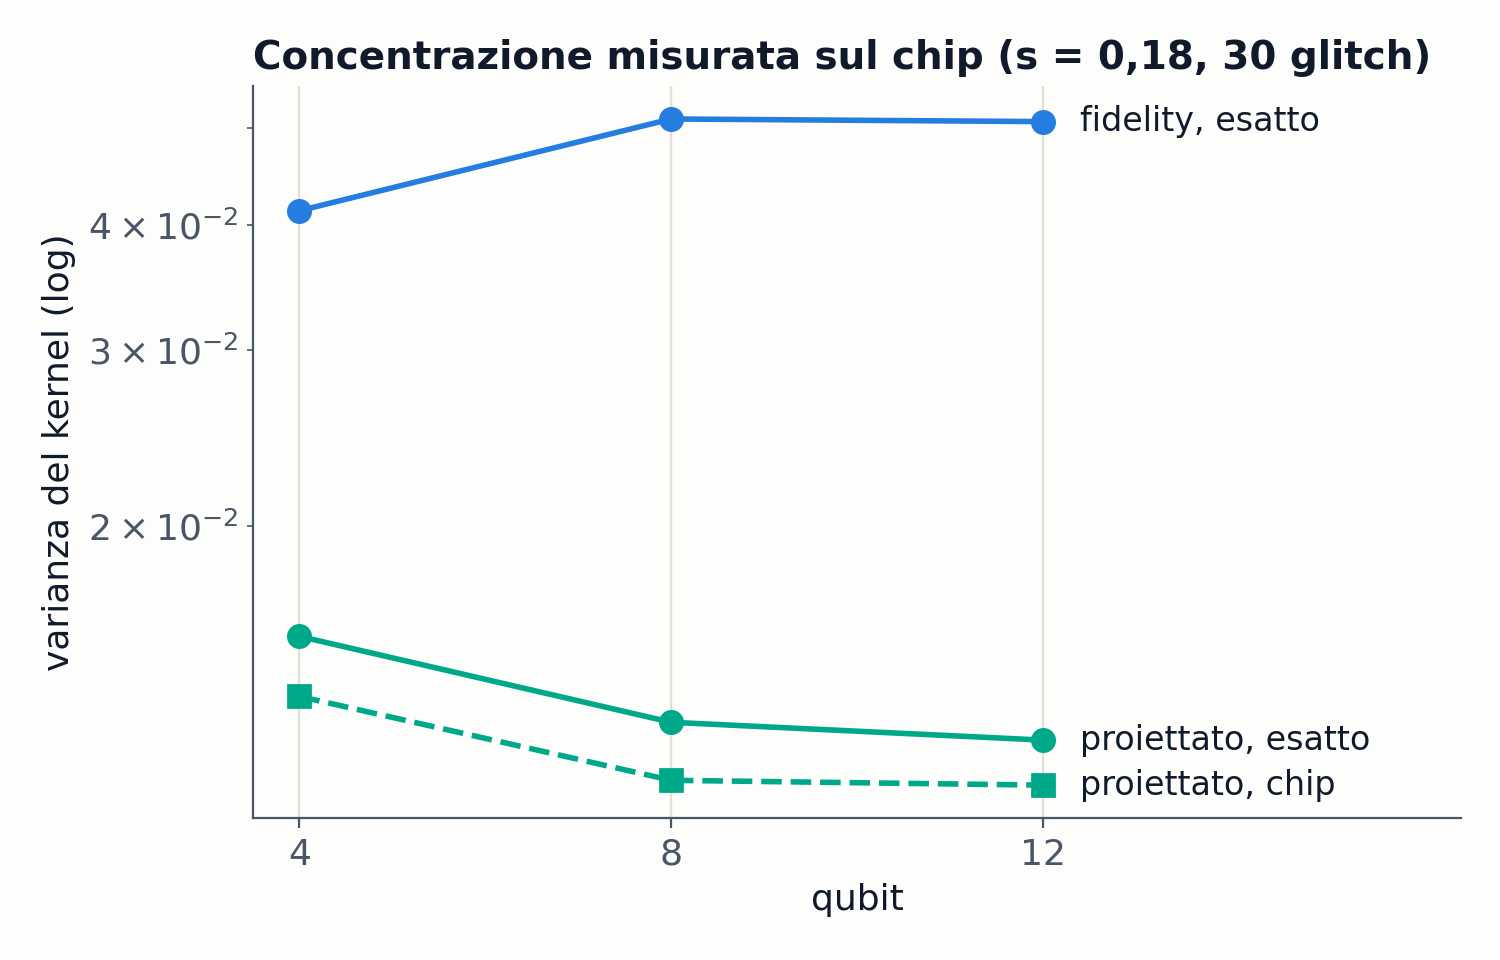 Concentrazione misurata sul chip (s = 0,18, 30 glitch)
varianza del kernel (log)
4 × 10⁻²
3 × 10⁻²
2 × 10⁻²
fidelity, esatto
proiettato, esatto
proiettato, chip
4 8 12
qubit